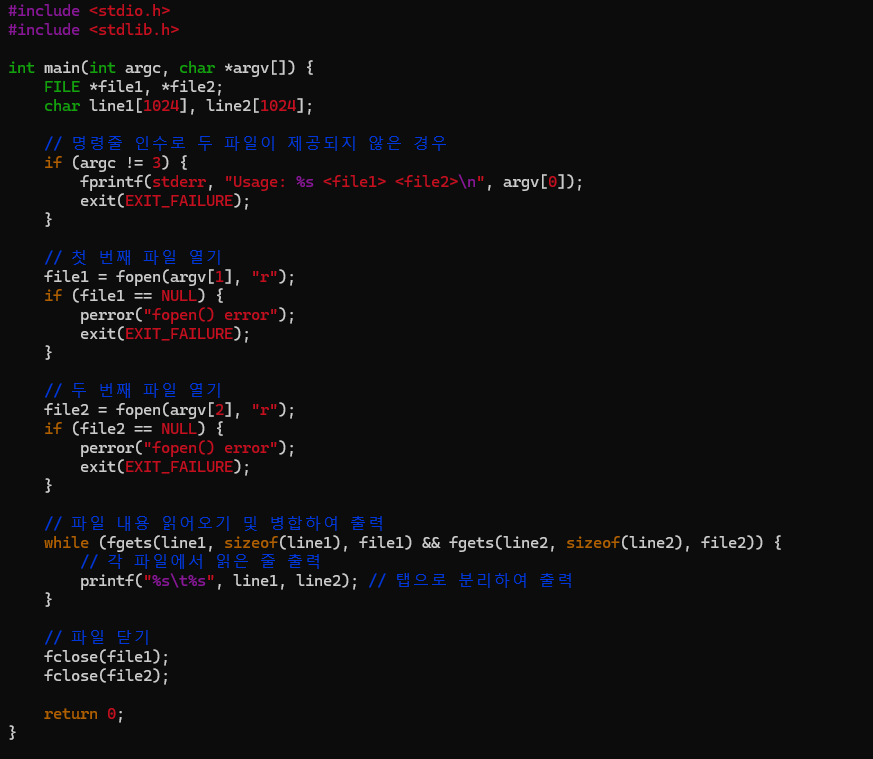 #include <stdio.h>
#include <stdlib.h>
int main(int argc, char *argv[]) {
    FILE *file1, *file2;
    char line1[1024], line2[1024];
    // 명령줄 인수로 두 파일이 제공되지 않은 경우
    if (argc != 3) {
        fprintf(stderr, "Usage: %s <file1> <file2>\n", argv[0]);
        exit(EXIT_FAILURE);
    }
    // 첫 번째 파일 열기
    file1 = fopen(argv[1], "r");
    if (file1 == NULL) {
        perror("fopen() error");
        exit(EXIT_FAILURE);
    }
    // 두 번째 파일 열기
    file2 = fopen(argv[2], "r");
    if (file2 == NULL) {
        perror("fopen() error");
        exit(EXIT_FAILURE);
    }
    // 파일 내용 읽어오기 및 병합하여 출력
    while (fgets(line1, sizeof(line1), file1) && fgets(line2, sizeof(line2), file2)) {
        // 각 파일에서 읽은 줄 출력
        printf("%s\t%s", line1, line2); // 탭으로 분리하여 출력
    }
    // 파일 닫기
    fclose(file1);
    fclose(file2);
    return 0;
}